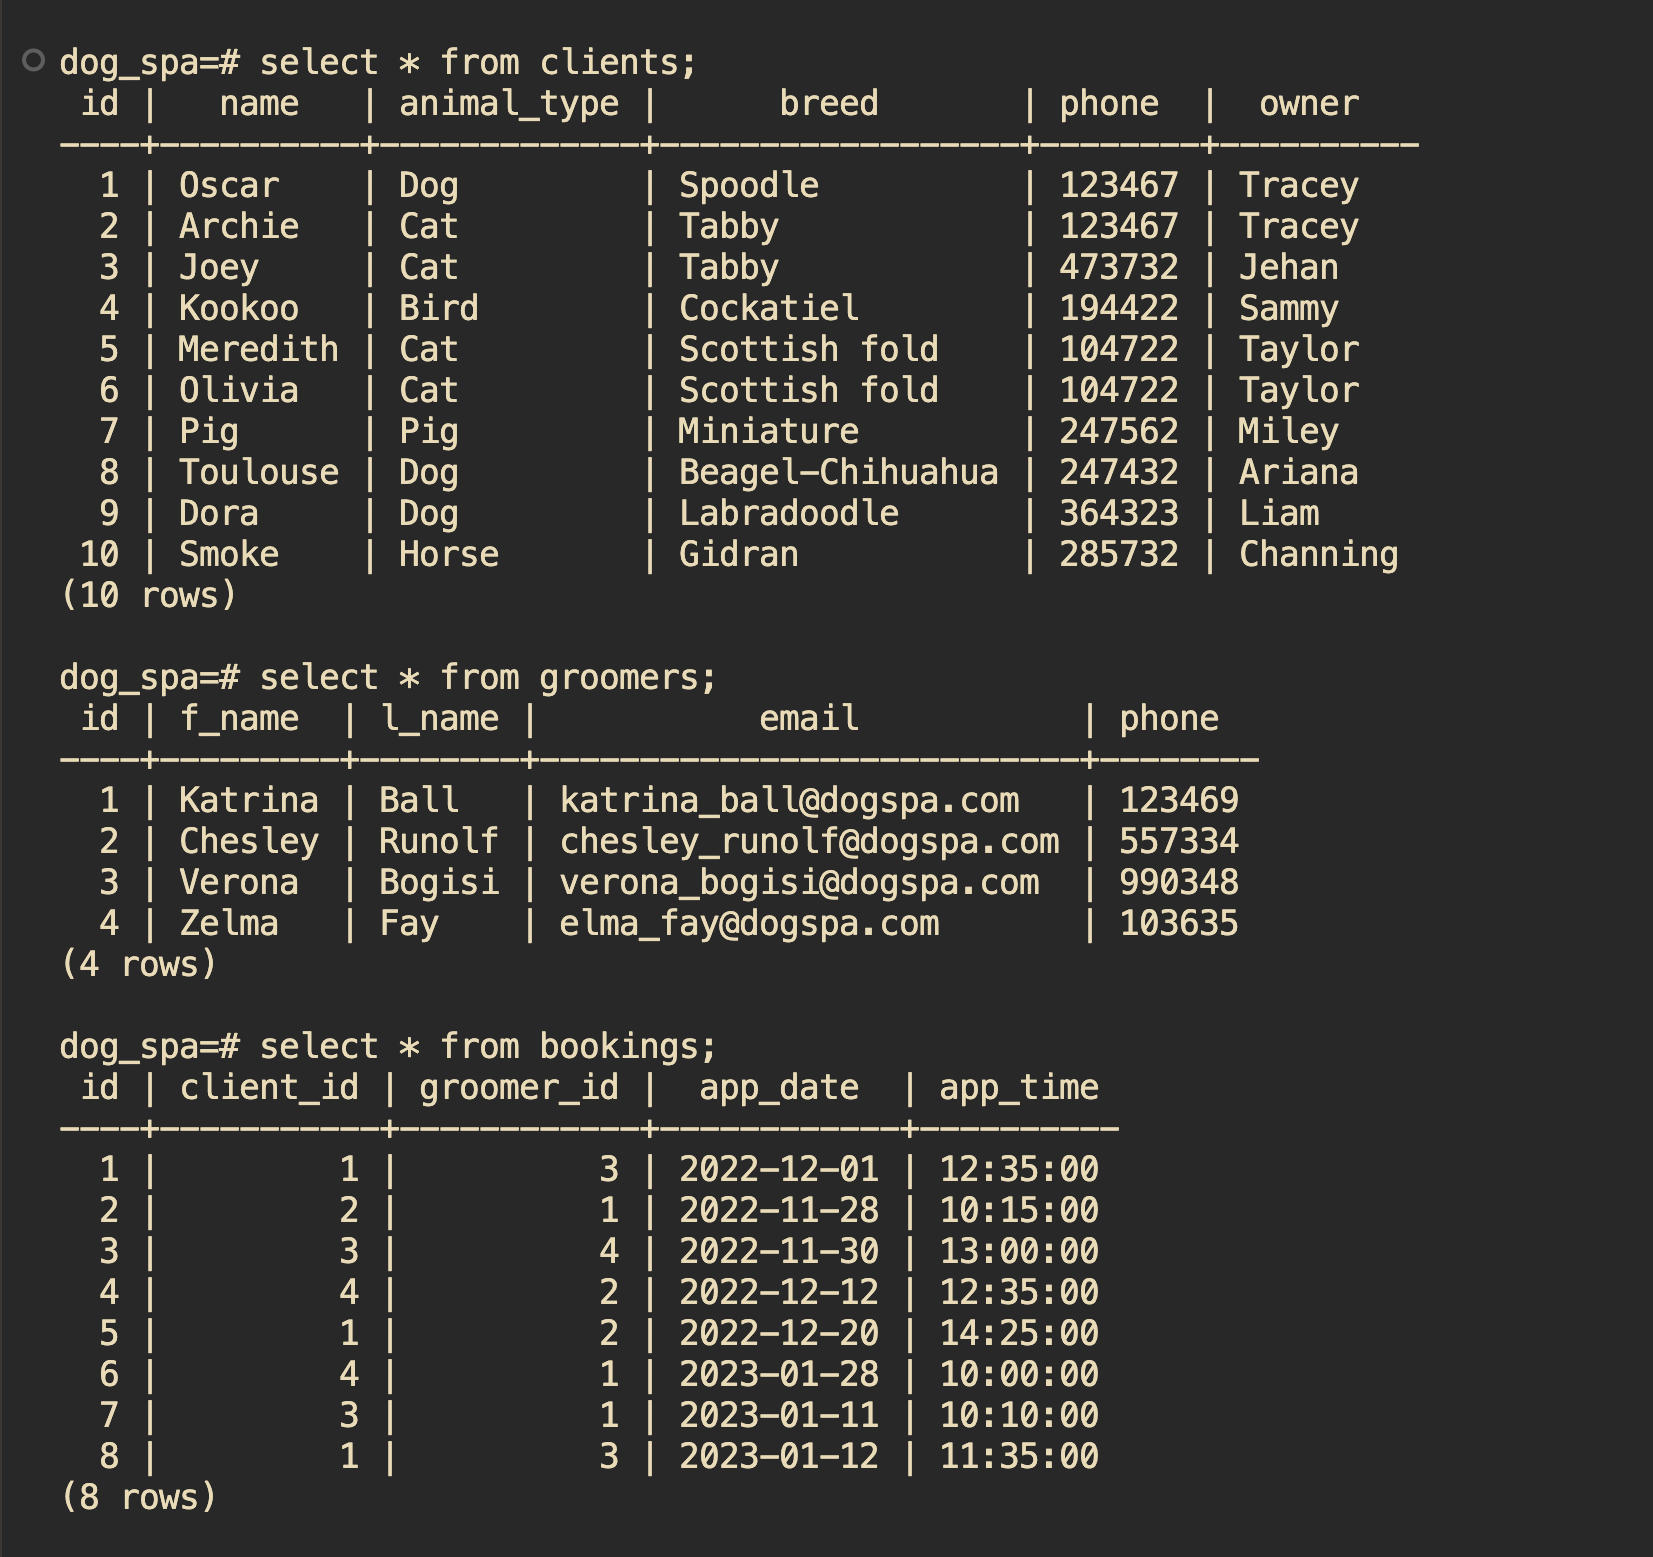 dog_spa=# select * from clients;
 id |   name   | animal_type |      breed       | phone  |  owner
----+----------+-------------+------------------+--------+----------
  1 | Oscar    | Dog         | Spoodle          | 123467 | Tracey
  2 | Archie   | Cat         | Tabby            | 123467 | Tracey
  3 | Joey     | Cat         | Tabby            | 473732 | Jehan
  4 | Kookoo   | Bird        | Cockatiel        | 194422 | Sammy
  5 | Meredith | Cat         | Scottish fold    | 104722 | Taylor
  6 | Olivia   | Cat         | Scottish fold    | 104722 | Taylor
  7 | Pig      | Pig         | Miniature        | 247562 | Miley
  8 | Toulouse | Dog         | Beagel-Chihuahua | 247432 | Ariana
  9 | Dora     | Dog         | Labradoodle      | 364323 | Liam
 10 | Smoke    | Horse       | Gidran           | 285732 | Channing
(10 rows)

dog_spa=# select * from groomers;
 id | f_name  | l_name |           email            | phone
----+---------+--------+----------------------------+--------
  1 | Katrina | Ball   | katrina_ball@dogspa.com    | 123469
  2 | Chesley | Runolf | chesley_runolf@dogspa.com  | 557334
  3 | Verona  | Bogisi | verona_bogisi@dogspa.com   | 990348
  4 | Zelma   | Fay    | elma_fay@dogspa.com        | 103635
(4 rows)

dog_spa=# select * from bookings;
 id | client_id | groomer_id |  app_date  | app_time
----+-----------+------------+------------+----------
  1 |         1 |          3 | 2022-12-01 | 12:35:00
  2 |         2 |          1 | 2022-11-28 | 10:15:00
  3 |         3 |          4 | 2022-11-30 | 13:00:00
  4 |         4 |          2 | 2022-12-12 | 12:35:00
  5 |         1 |          2 | 2022-12-20 | 14:25:00
  6 |         4 |          1 | 2023-01-28 | 10:00:00
  7 |         3 |          1 | 2023-01-11 | 10:10:00
  8 |         1 |          3 | 2023-01-12 | 11:35:00
(8 rows)